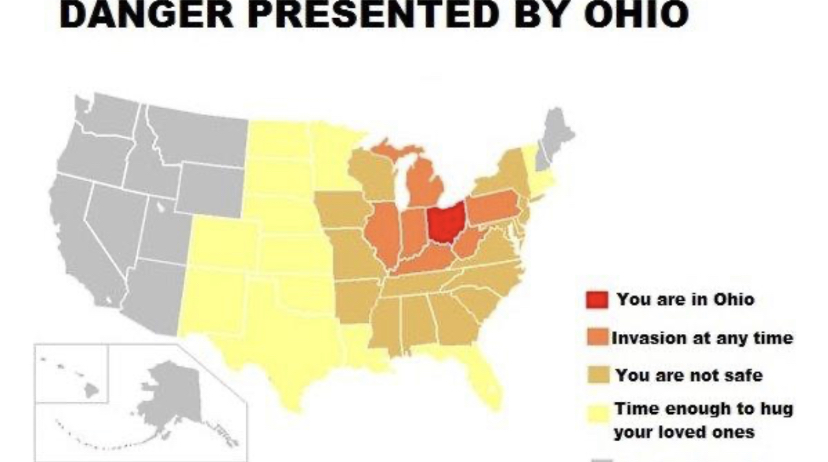 DANGER PRESENTED BY OHIO
You are in Ohio
Invasion at any time
You are not safe
Time enough to hug
your loved ones